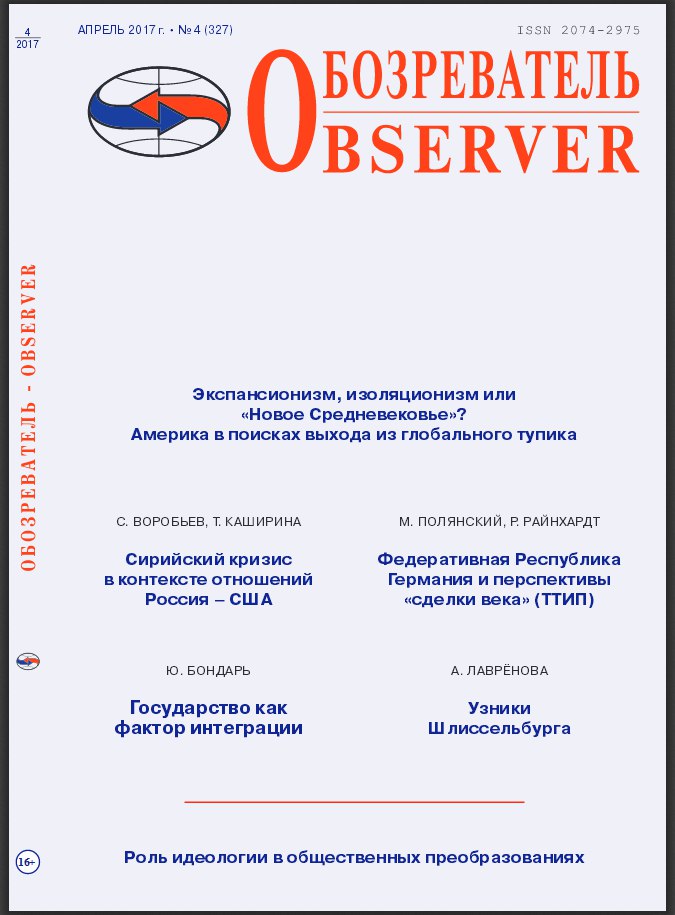 4
2017
АПРЕЛЬ 2017 г. • № 4 (327)
ISSN 2074-2975
ОБОЗРЕВАТЕЛЬ
OBSERVER
ОБОЗРЕВАТЕЛЬ - OBSERVER
Экспансионизм, изоляционизм или
«Новое Средневековье»?
Америка в поисках выхода из глобального тупика
С. ВОРОБЬЕВ, Т. КАШИРИНА
Сирийский кризис
в контексте отношений
Россия – США
М. ПОЛЯНСКИЙ, Р. РАЙНХАРДТ
Федеративная Республика
Германия и перспективы
«сделки века» (ТТИП)
Ю. БОНДАРЬ
Государство как
фактор интеграции
А. ЛАВРЁНОВА
Узники
Шлиссельбурга
Роль идеологии в общественных преобразованиях
16+